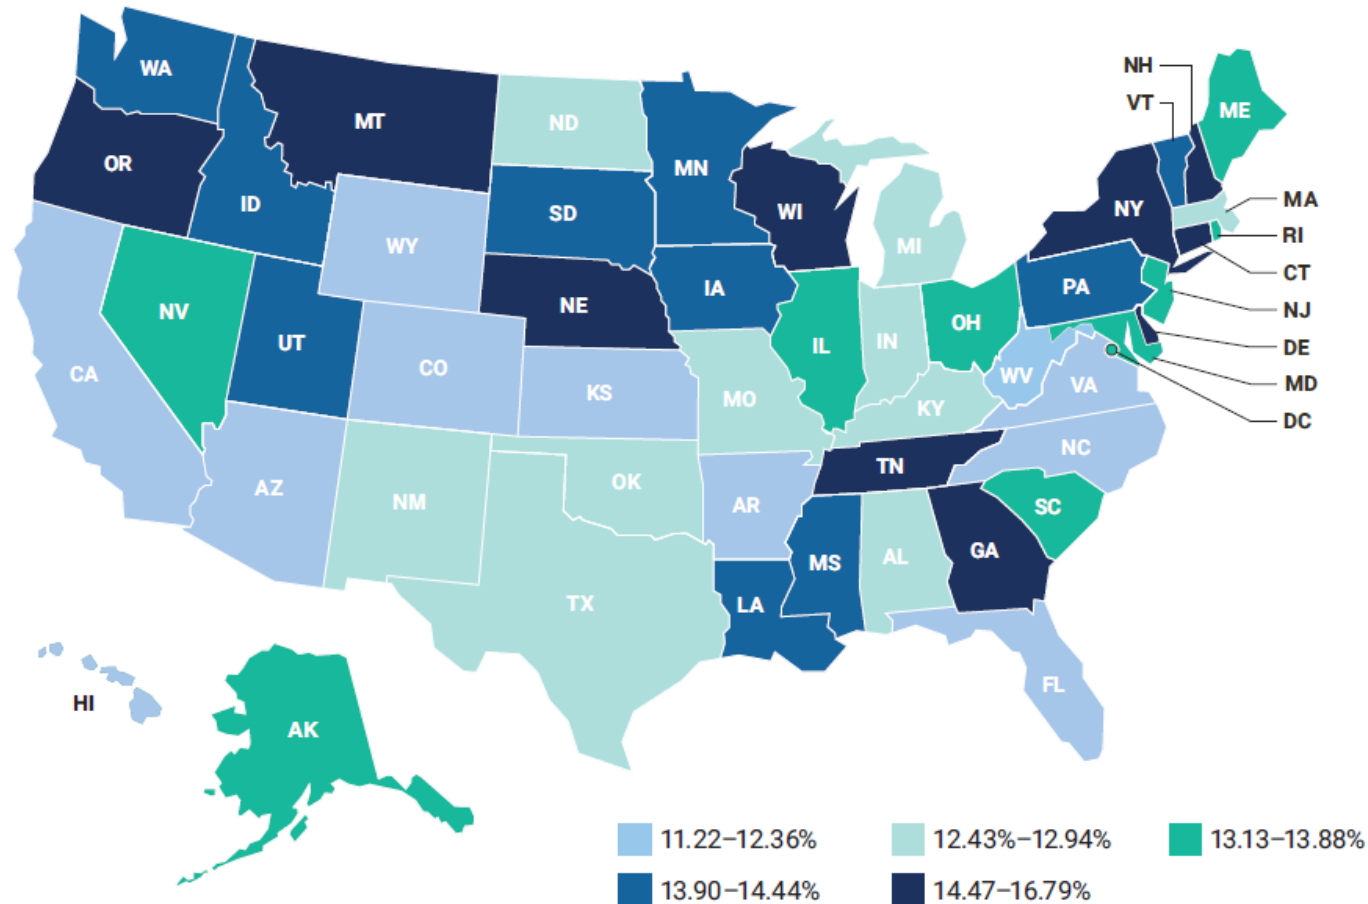 WA
MT
ND
MN
OR
ID
SD
WI
WY
MI
NH
VT
ME
NY
MA
RI
CT
NJ
DE
MD
DC
PA
NV
UT
NE
IA
IL
IN
OH
CA
CO
KS
MO
KY
WV
VA
AZ
NM
OK
AR
TN
NC
SC
TX
LA
MS
AL
GA
FL
HI
AK
11.22–12.36%
12.43%–12.94%
13.13–13.88%
13.90–14.44%
14.47–16.79%